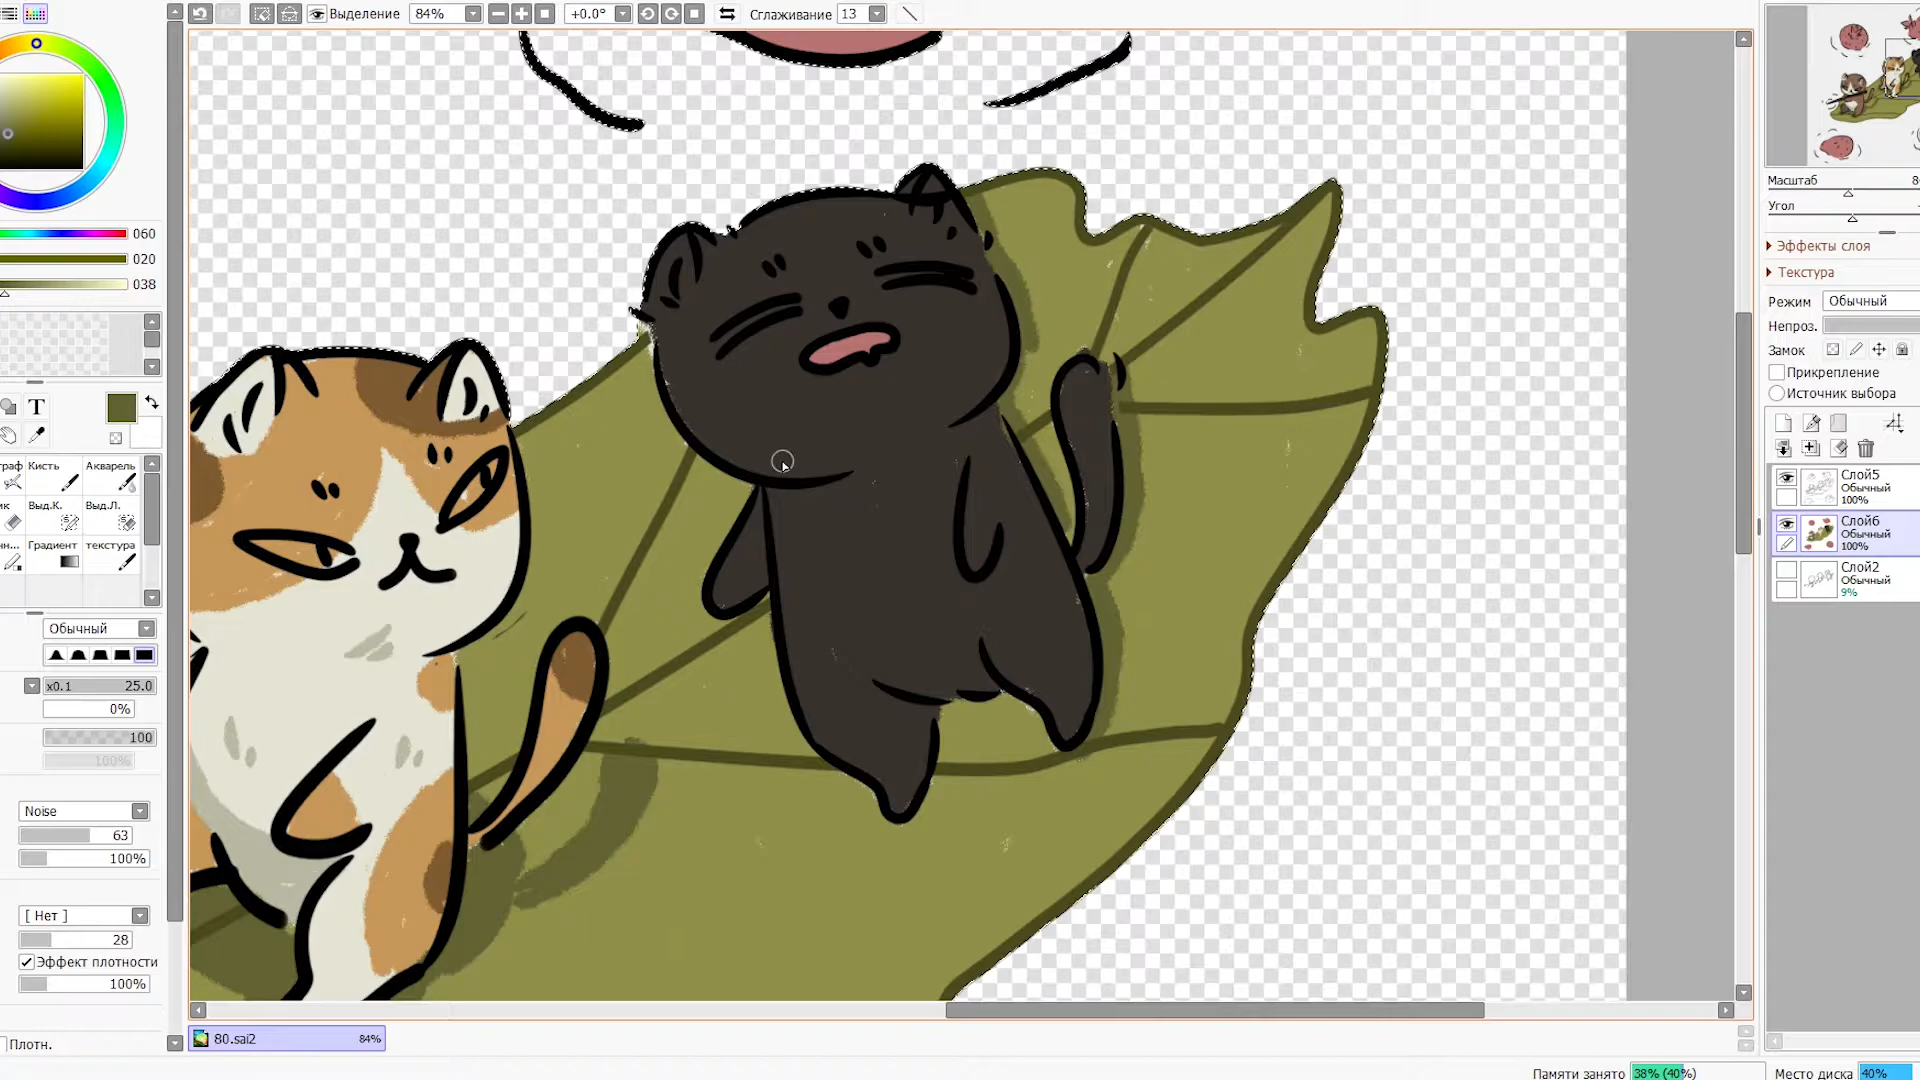 Выделение 84% +0.0° Сглаживание 13
060
020
038
T
Кисть Акварель
Выд.К. Выд.Л.
Градиент текстура
Обычный
x0.1 25.0
0%
100
100%
Noise
63
100%
[ Нет ]
28
Эффект плотности
100%
Плотн.
80.sai2 84%
Масштаб
Угол
Эффекты слоя
Текстура
Режим Обычный
Непроз.
Замок
Прикрепление
Источник выбора
Слой5
Обычный
100%
Слой6
Обычный
100%
Слой2
Обычный
9%
Памяти занято 38% (40%) Место диска 40%